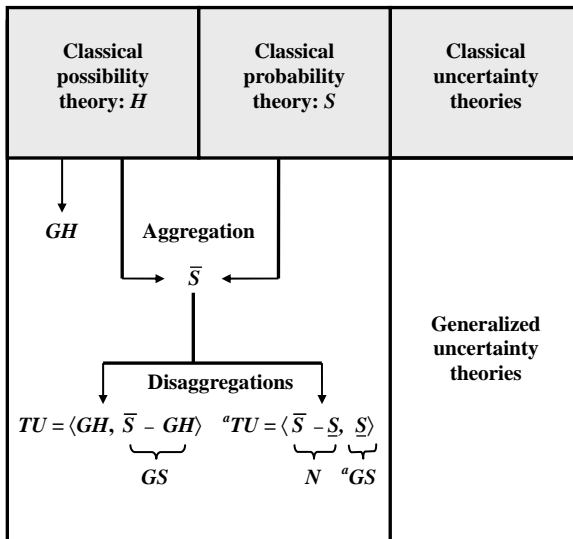 Classical possibility theory: H
Classical probability theory: S
Classical uncertainty theories
GH
Aggregation
S̅
Generalized uncertainty theories
Disaggregations
TU = ⟨GH, S̅ – GH⟩
GS
ᵃTU = ⟨S̅ – S̲, S̲⟩
N
ᵃGS